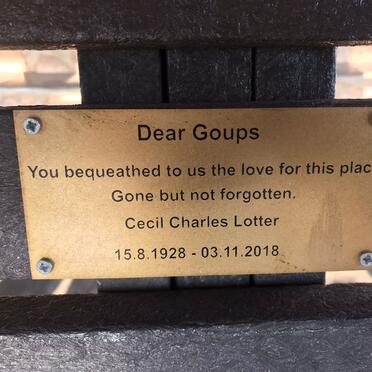 Dear Goups
You bequeathed to us the love for this plac
Gone but not forgotten.
Cecil Charles Lotter
15.8.1928 - 03.11.2018